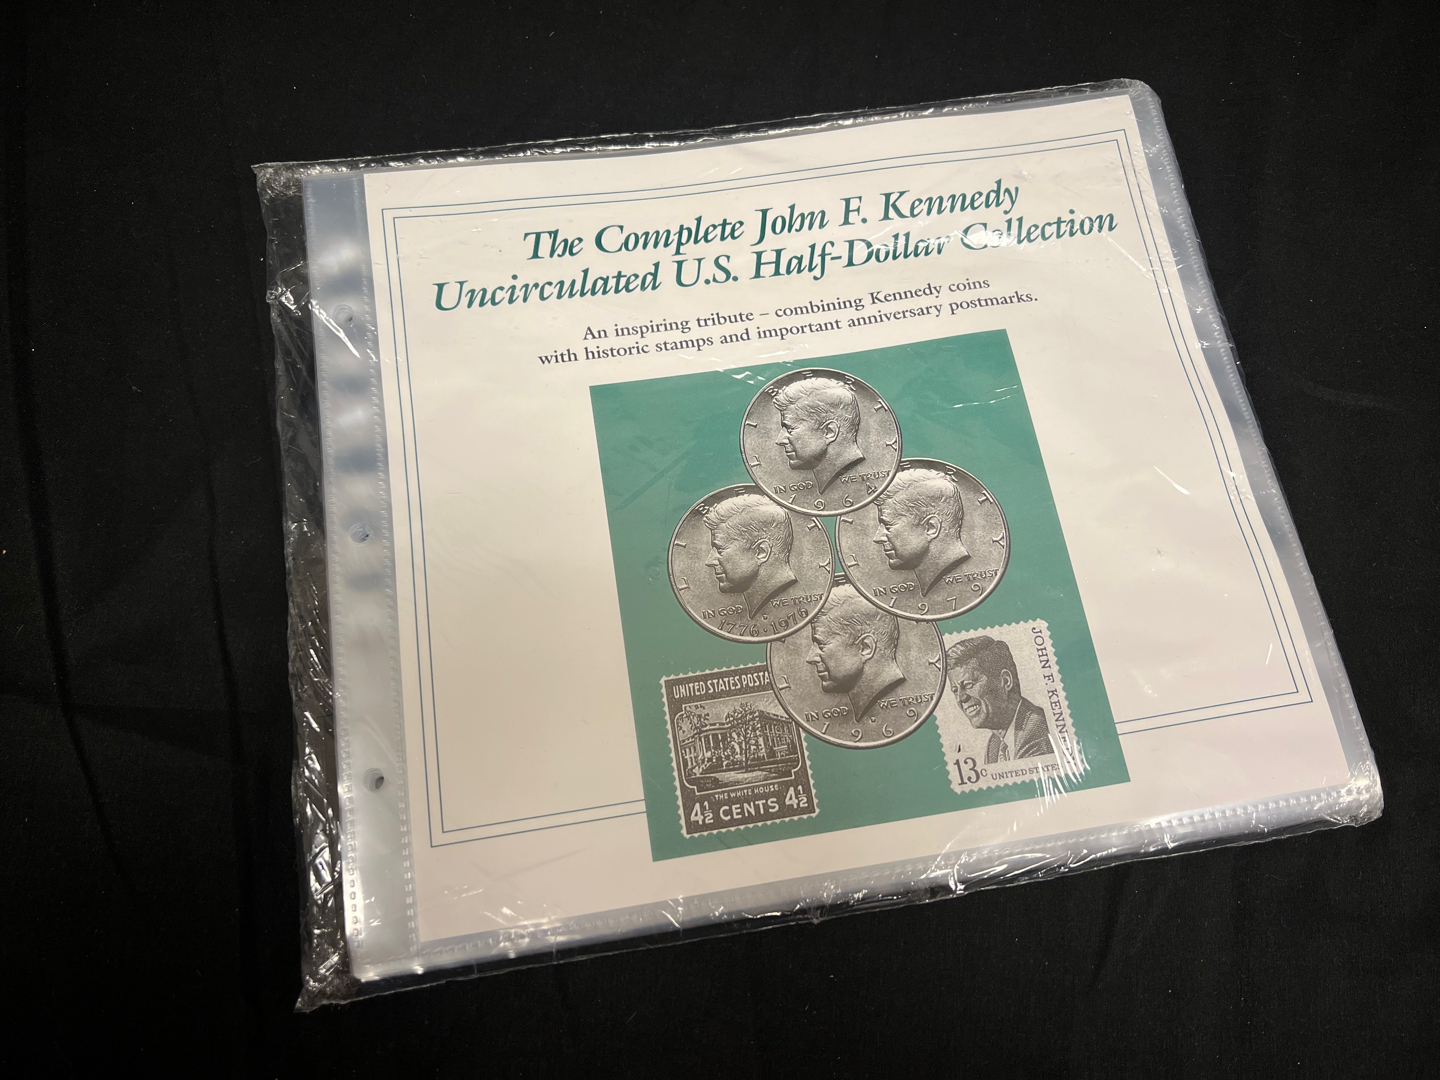 The Complete John F. Kennedy
Uncirculated U.S. Half-Dollar Collection
An inspiring tribute – combining Kennedy coins
with historic stamps and important anniversary postmarks.
LIBERTY
IN GOD WE TRUST
1964
LIBERTY
IN GOD WE TRUST
1776·1976
ERTY
IN GOD WE TRUST
1979
L Y
IN GOD WE TRUST
1969
UNITED STATES POSTA
THE WHITE HOUSE
4½ CENTS 4½
JOHN F. KENN
13c UNITED STATES